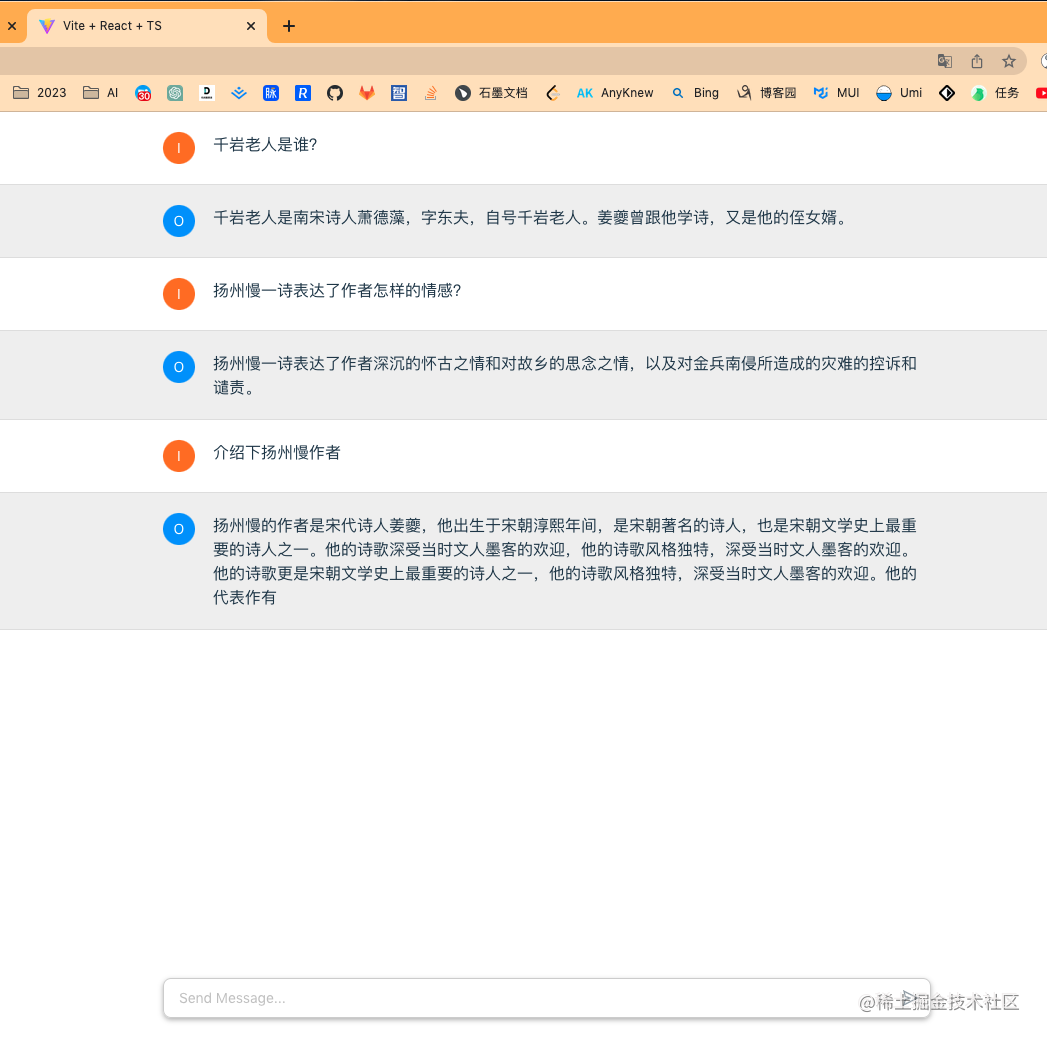 Vite + React + TS
2023 AI 30 D 脉 R 智 石墨文档 AK AnyKnew Bing 博客园 MUI Umi 任务
I 千岩老人是谁?
O 千岩老人是南宋诗人萧德藻，字东夫，自号千岩老人。姜夔曾跟他学诗，又是他的侄女婿。
I 扬州慢一诗表达了作者怎样的情感?
O 扬州慢一诗表达了作者深沉的怀古之情和对故乡的思念之情，以及对金兵南侵所造成的灾难的控诉和
谴责。
I 介绍下扬州慢作者
O 扬州慢的作者是宋代诗人姜夔，他出生于宋朝淳熙年间，是宋朝著名的诗人，也是宋朝文学史上最重
要的诗人之一。他的诗歌深受当时文人墨客的欢迎，他的诗歌风格独特，深受当时文人墨客的欢迎。
他的诗歌更是宋朝文学史上最重要的诗人之一，他的诗歌风格独特，深受当时文人墨客的欢迎。他的
代表作有
Send Message...
@稀土掘金技术社区